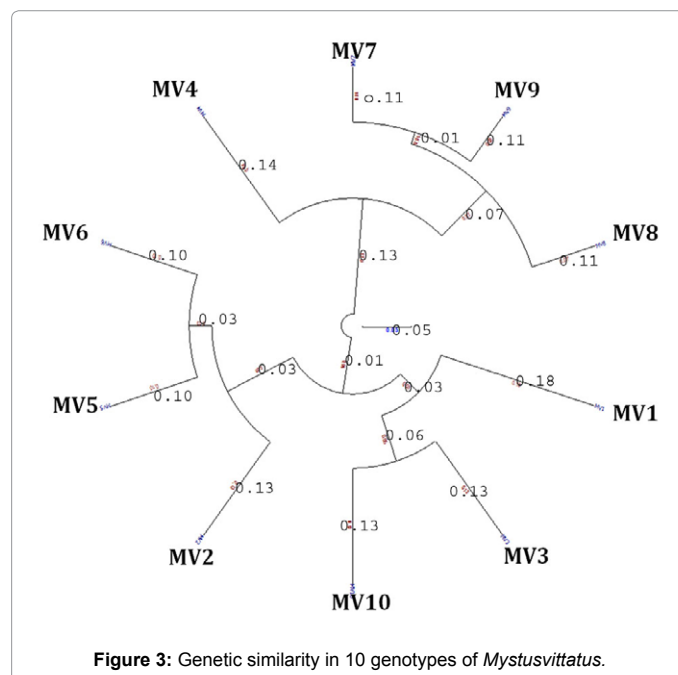 MV7
MV4
MV9
0.11
0.01
0.11
0.14
0.07
MV6
MV8
0.10
0.13
0.11
0.03
0.05
0.01
0.03
0.03
0.18
0.10
MV5
MV1
0.06
0.13
0.13
0.13
MV2
MV3
MV10
Figure 3: Genetic similarity in 10 genotypes of Mystusvittatus.